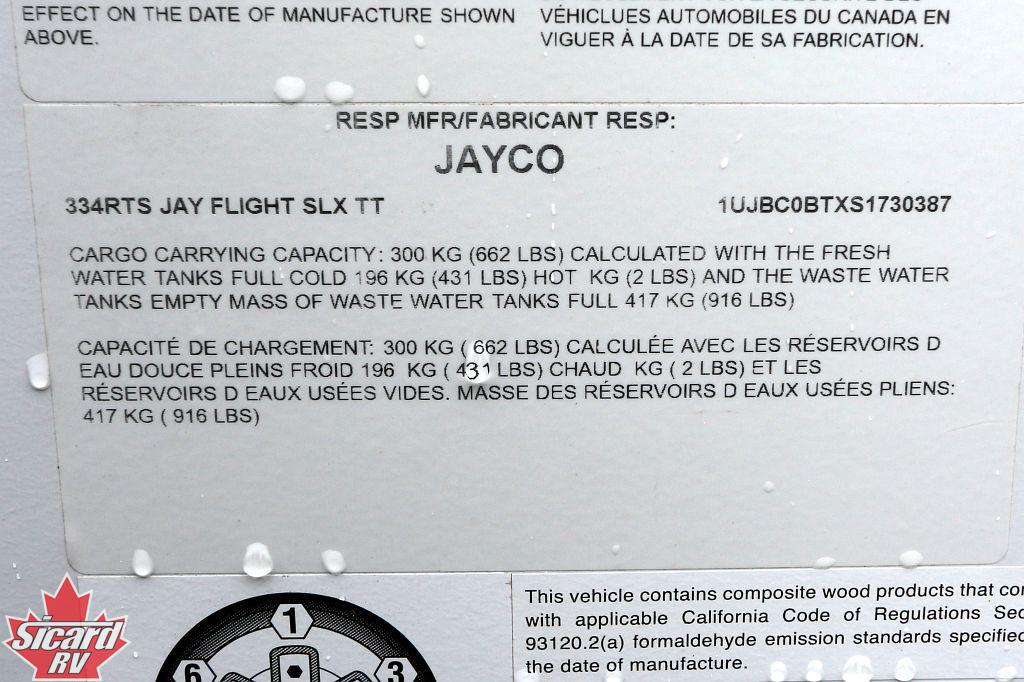 EFFECT ON THE DATE OF MANUFACTURE SHOWN
ABOVE.
VÉHICLUES AUTOMOBILES DU CANADA EN
VIGUER À LA DATE DE SA FABRICATION.
RESP MFR/FABRICANT RESP:
JAYCO
334RTS JAY FLIGHT SLX TT 1UJBC0BTXS1730387
CARGO CARRYING CAPACITY: 300 KG (662 LBS) CALCULATED WITH THE FRESH
WATER TANKS FULL COLD 196 KG (431 LBS) HOT KG (2 LBS) AND THE WASTE WATER
TANKS EMPTY MASS OF WASTE WATER TANKS FULL 417 KG (916 LBS)
CAPACITÉ DE CHARGEMENT: 300 KG ( 662 LBS) CALCULÉE AVEC LES RÉSERVOIRS D
EAU DOUCE PLEINS FROID 196 KG ( 431 LBS) CHAUD KG ( 2 LBS) ET LES
RÉSERVOIRS D EAUX USÉES VIDES. MASSE DES RÉSERVOIRS D EAUX USÉES PLIENS:
417 KG ( 916 LBS)
1
6 3
This vehicle contains composite wood products that
with applicable California Code of Regulations
93120.2(a) formaldehyde emission standards specified
the date of manufacture.
Sicard
RV